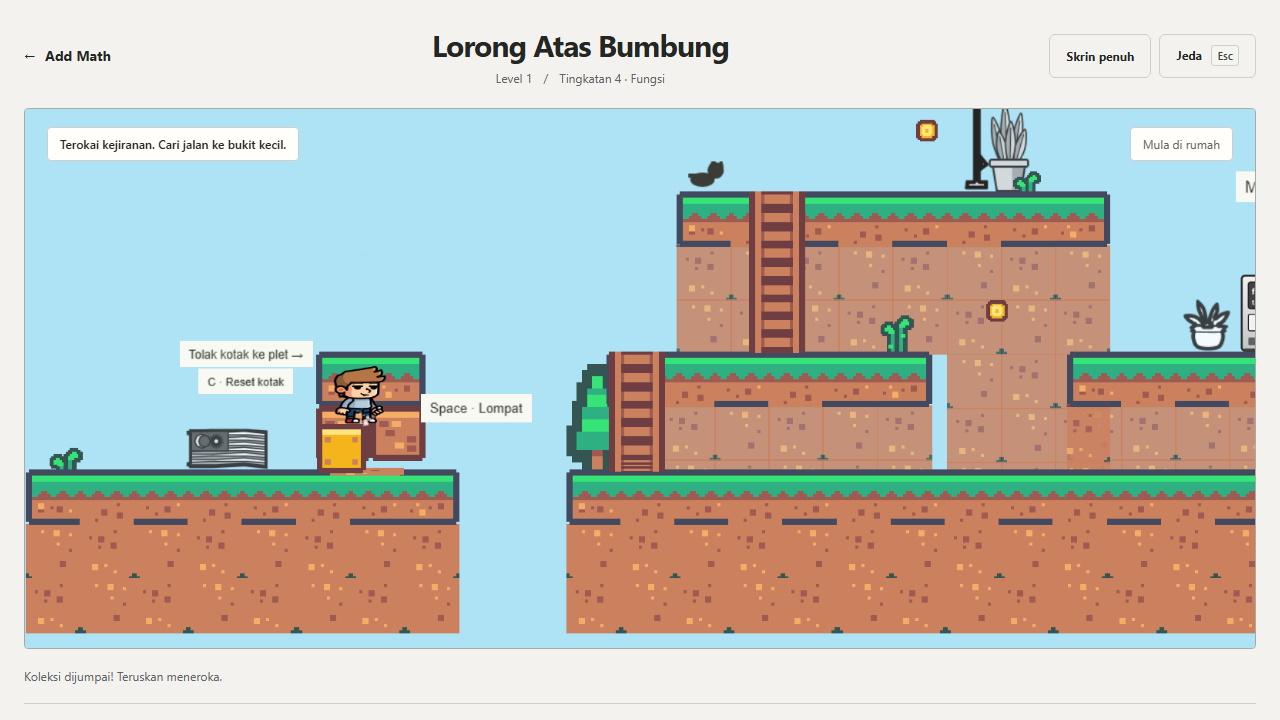 ← Add Math
Lorong Atas Bumbung
Level 1 / Tingkatan 4 · Fungsi
Skrin penuh
Jeda Esc
Terokai kejiranan. Cari jalan ke bukit kecil.
Mula di rumah
M
Tolak kotak ke plet →
C · Reset kotak
Space · Lompat
Koleksi dijumpai! Teruskan meneroka.